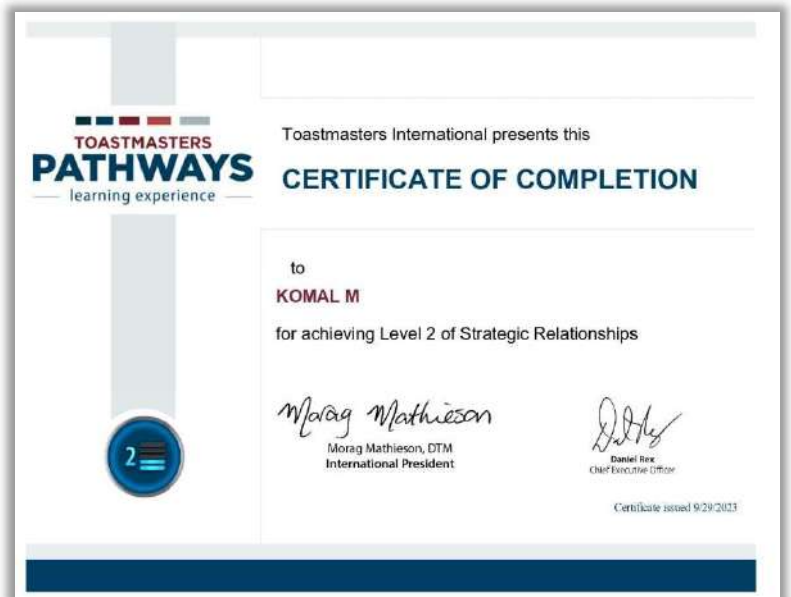 TOASTMASTERS
PATHWAYS
learning experience
Toastmasters International presents this
CERTIFICATE OF COMPLETION
to
KOMAL M
for achieving Level 2 of Strategic Relationships
Morag Mathieson
Morag Mathieson, DTM
International President
Daniel Rex
Chief Executive Officer
2
Certificate issued 9/29/2023